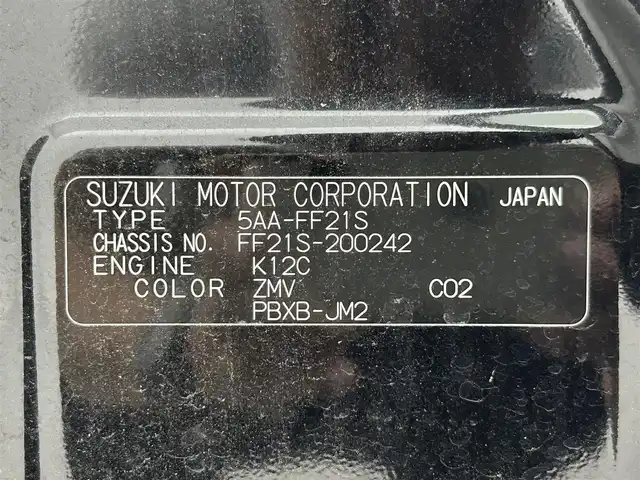 SUZUKI MOTOR CORPORATION JAPAN
TYPE 5AA-FF21S
CHASSIS NO. FF21S-200242
ENGINE K12C
COLOR ZMV C02
PBXB-JM2